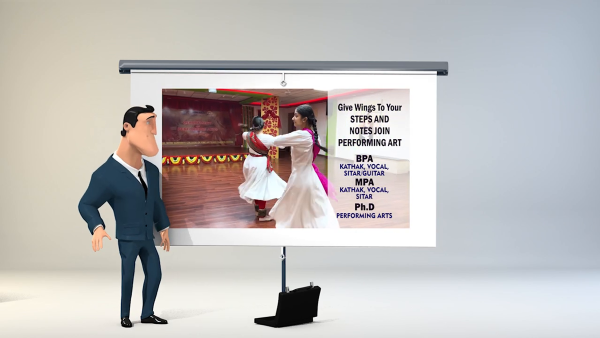 Give Wings To Your
STEPS AND
NOTES JOIN
PERFORMING ART
BPA
KATHAK, VOCAL,
SITAR/GUITAR
MPA
KATHAK, VOCAL,
SITAR
Ph.D
PERFORMING ARTS